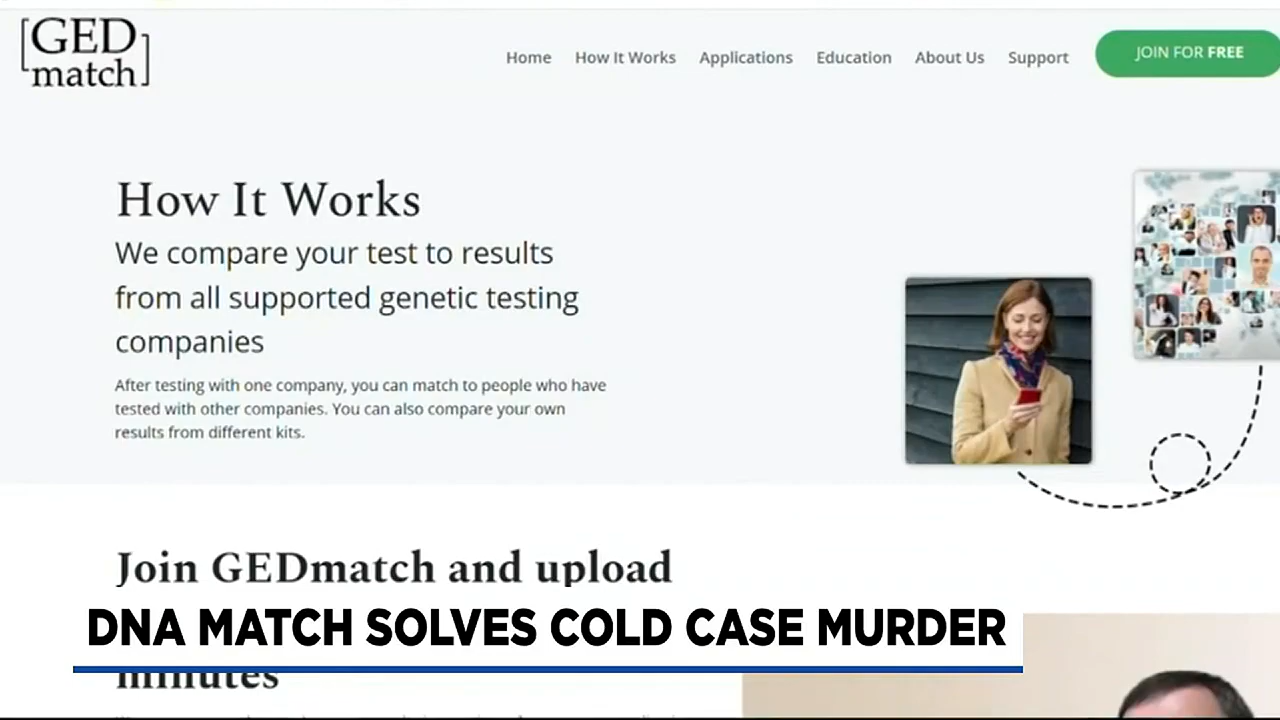 GED
match
Home How It Works Applications Education About Us Support JOIN FOR FREE
How It Works
We compare your test to results
from all supported genetic testing
companies
After testing with one company, you can match to people who have
tested with other companies. You can also compare your own
results from different kits.
Join GEDmatch and upload
DNA MATCH SOLVES COLD CASE MURDER
minutes